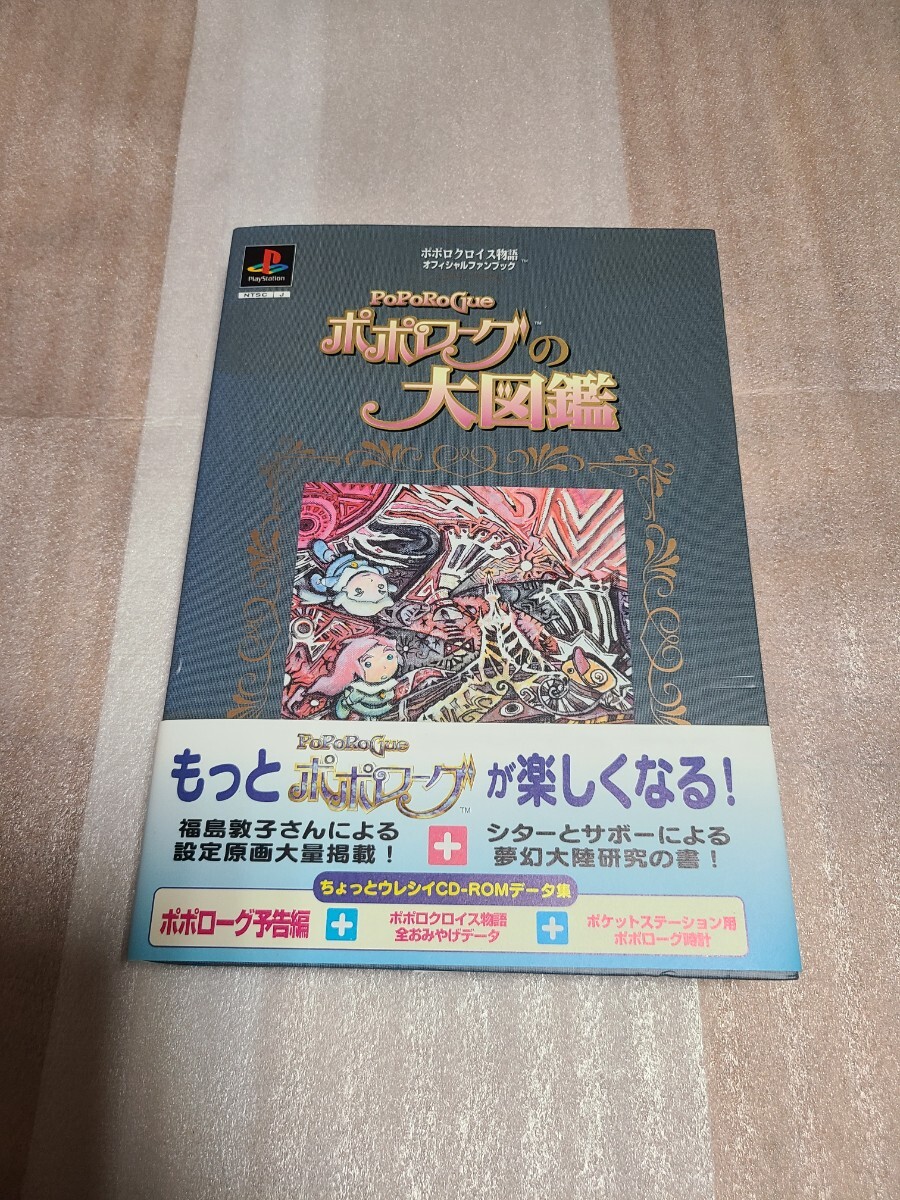 PlayStation
NTSC J
ポポロクロイス物語™
オフィシャルファンブック
PoPoRoGue
ポポローグ™の
大図鑑
PoPoRoGue
もっとポポローグ™が楽しくなる!
福島敦子さんによる
設定原画大量掲載!
+
シターとサボーによる
夢幻大陸研究の書!
ちょっとウレシイCD-ROMデータ集
ポポローグ予告編
+
ポポロクロイス物語
全おみやげデータ
+
ポケットステーション用
ポポローグ時計